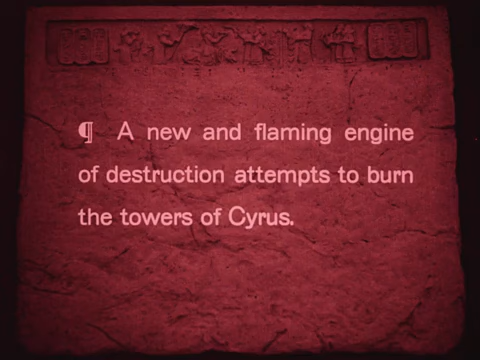 ¶ A new and flaming engine
of destruction attempts to burn
the towers of Cyrus.